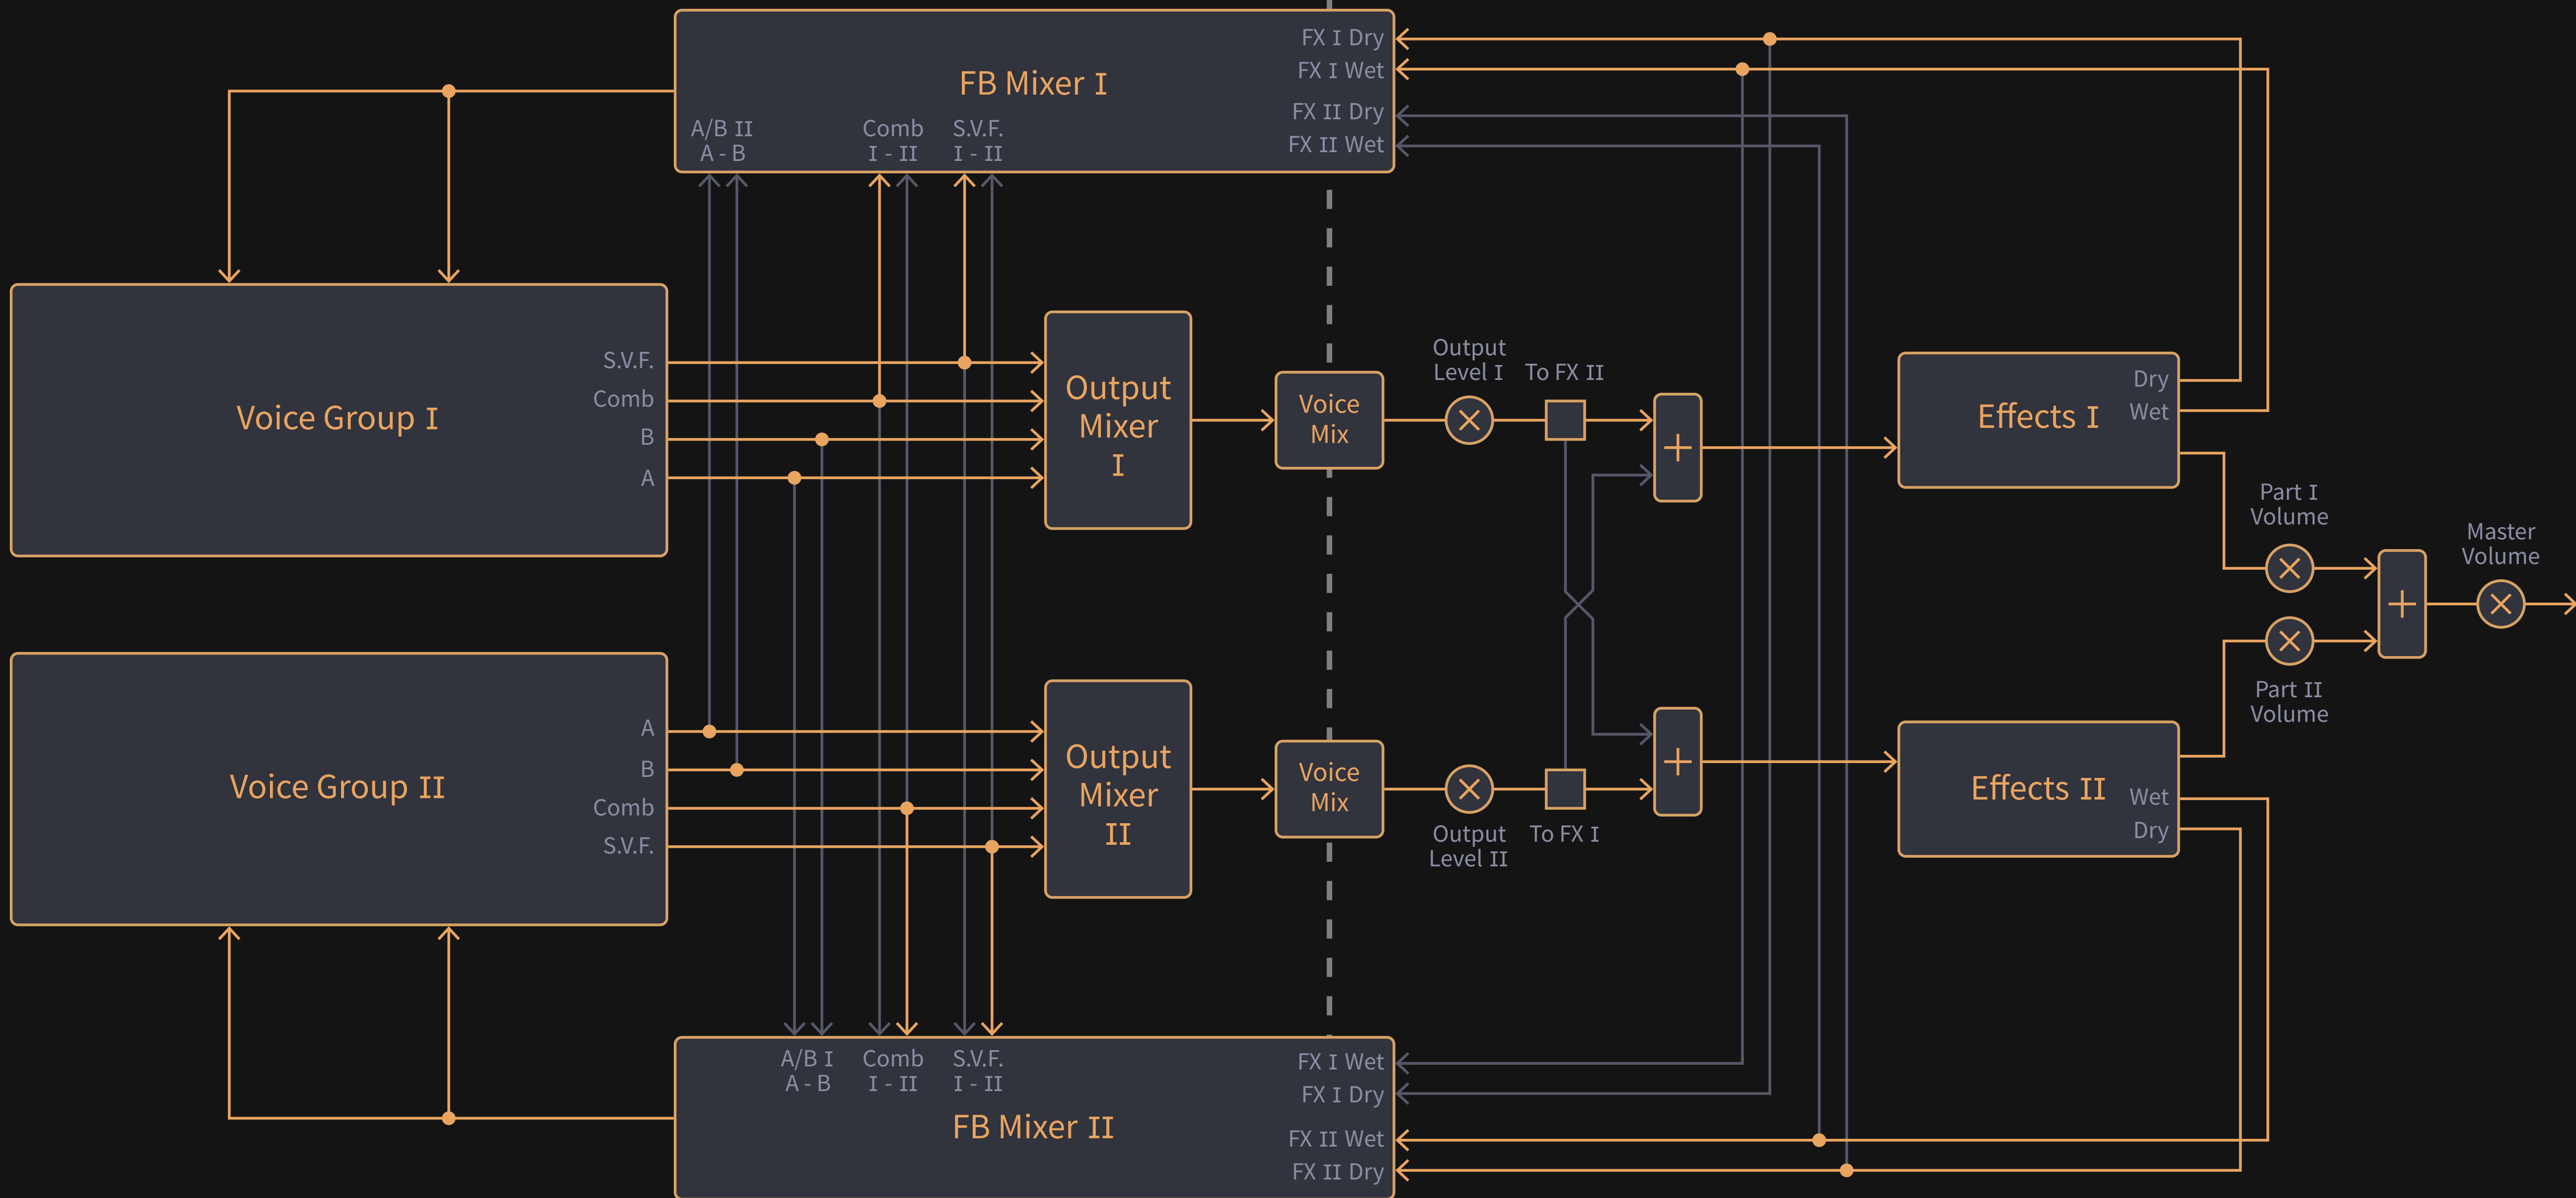 FX I Dry
FX I Wet
FB Mixer I
FX II Dry
A/B II
Comb
S.V.F.
A - B
I - II
I - II
FX II Wet
Voice Group I
S.V.F.
Comb
B
A
Output
Mixer
I
Voice
Mix
Output
Level I
To FX II
Effects I
Dry
Wet
Part I
Volume
Master
Volume
Part II
Volume
Voice Group II
A
B
Comb
S.V.F.
Output
Mixer
II
Voice
Mix
Output
Level II
To FX I
Effects II
Wet
Dry
A/B I
Comb
S.V.F.
A - B
I - II
I - II
FB Mixer II
FX I Wet
FX I Dry
FX II Wet
FX II Dry